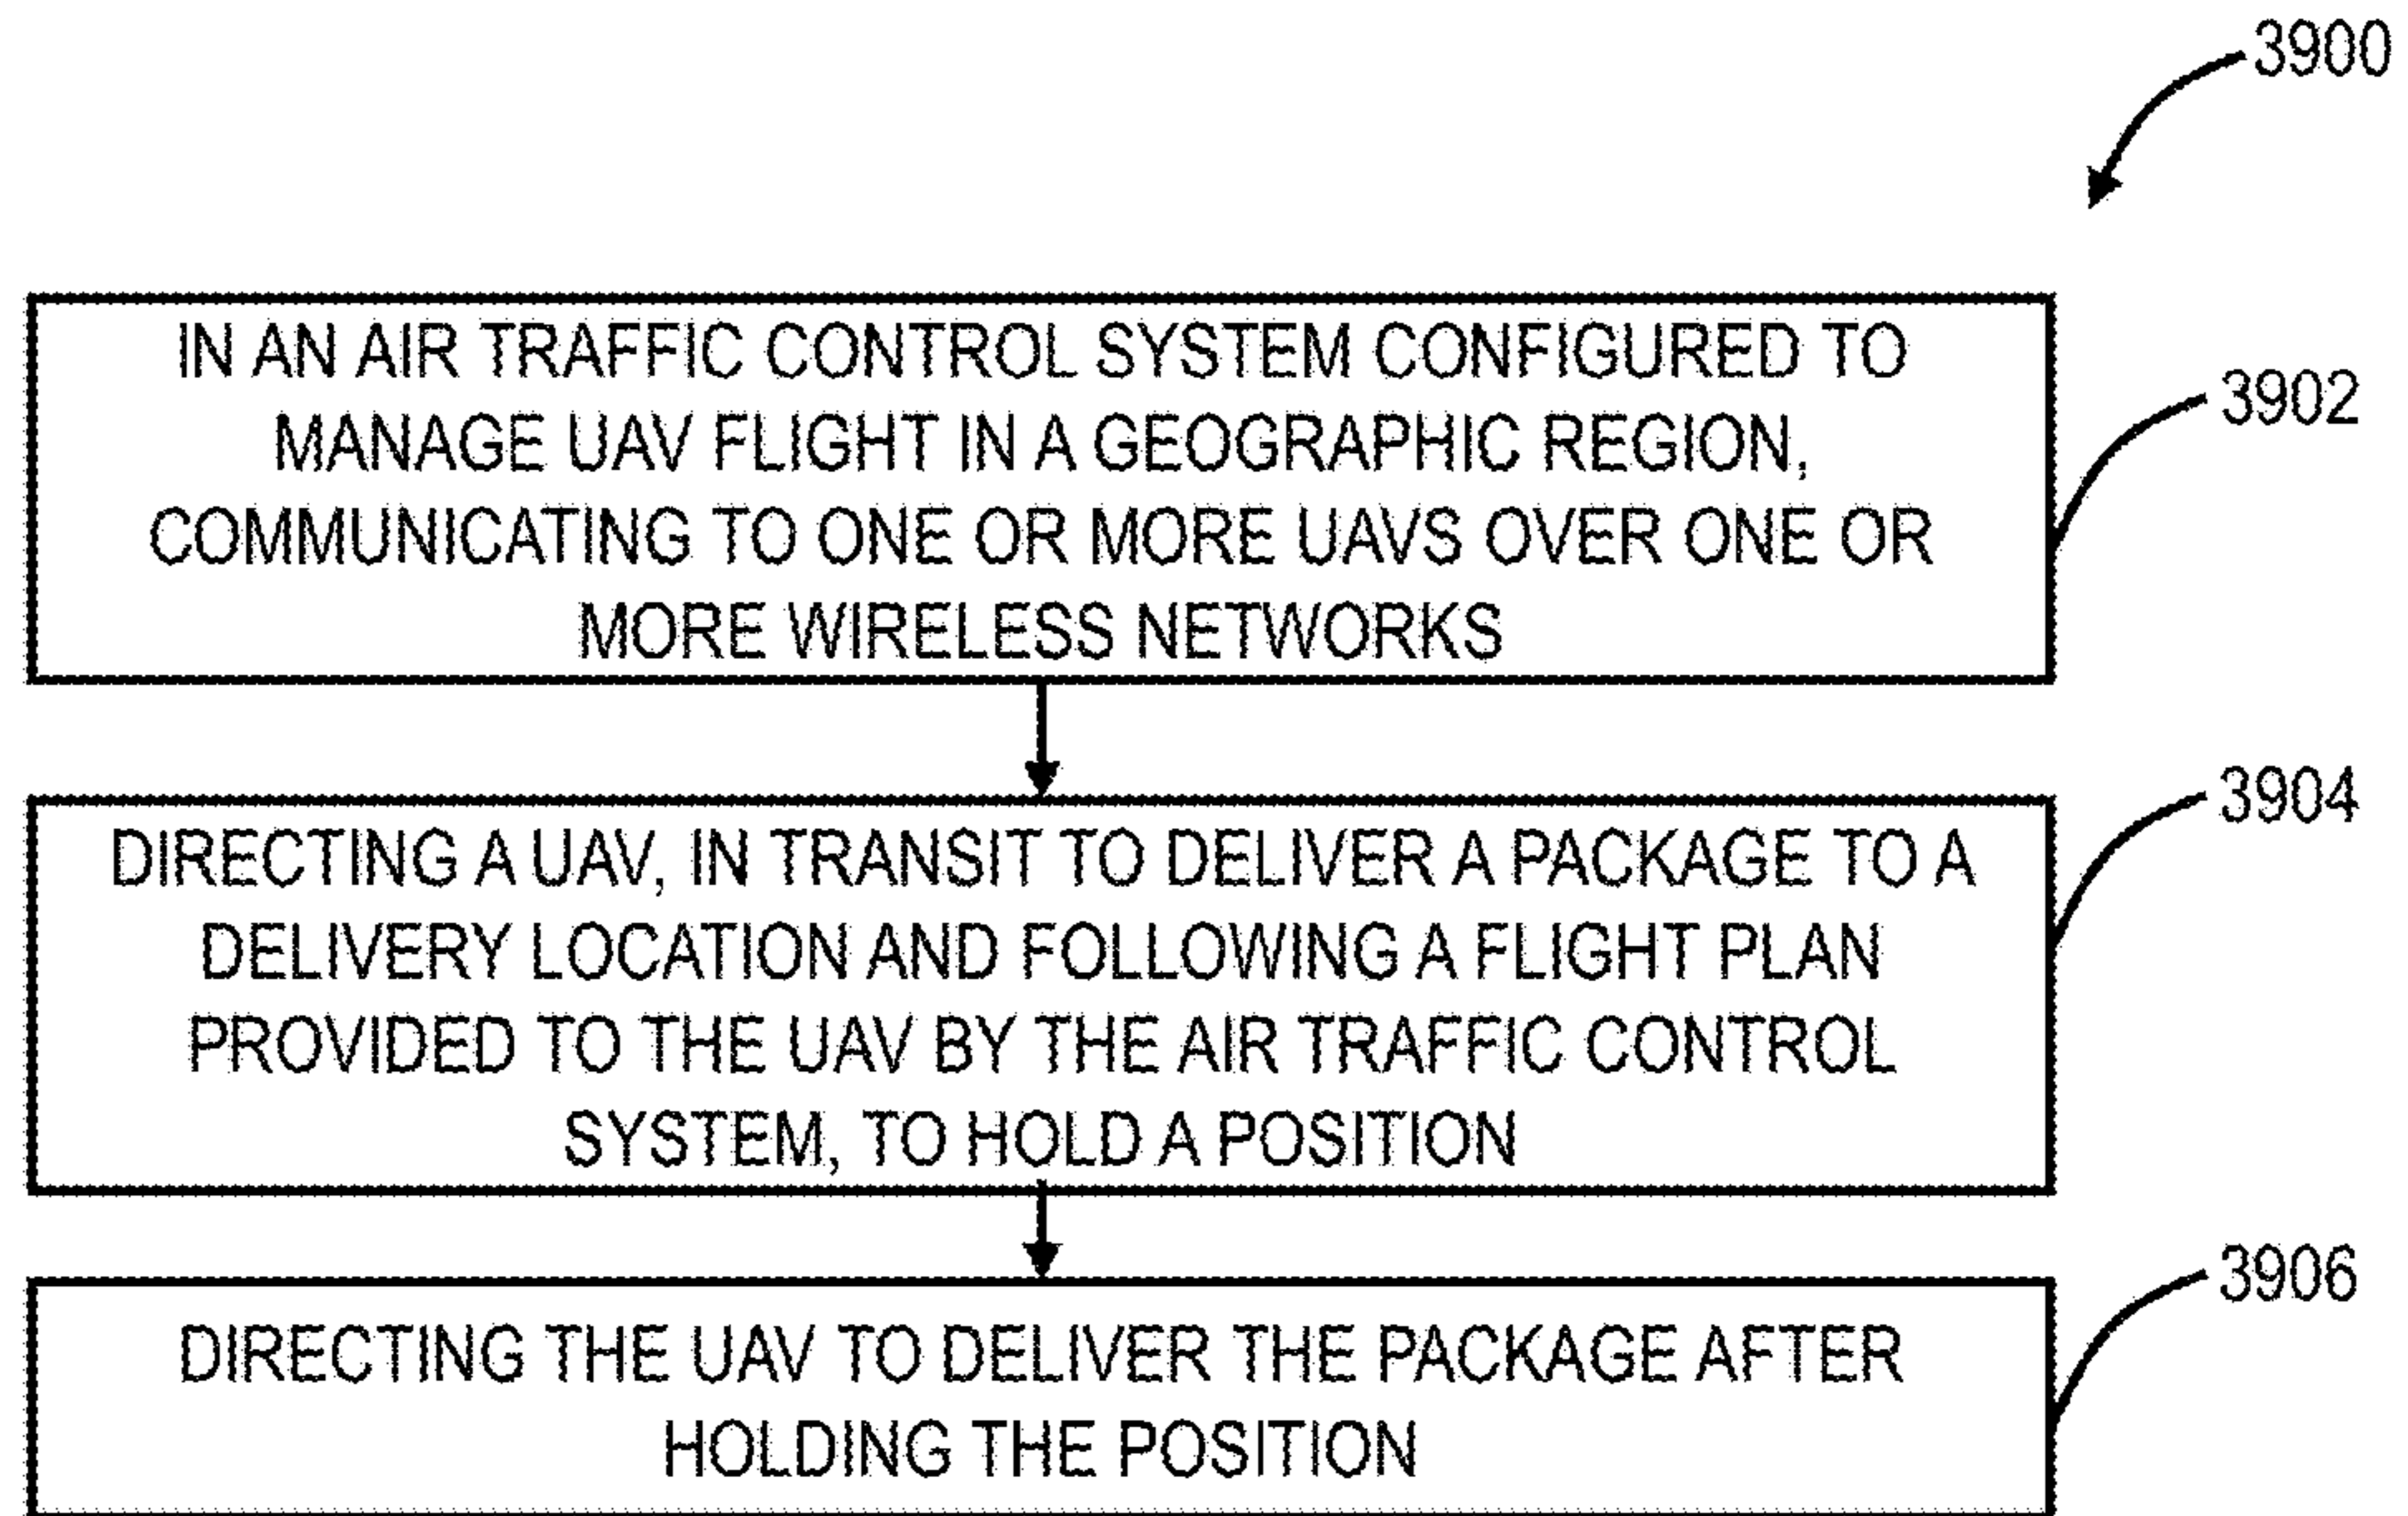 3900
IN AN AIR TRAFFIC CONTROL SYSTEM CONFIGURED TO
MANAGE UAV FLIGHT IN A GEOGRAPHIC REGION,
COMMUNICATING TO ONE OR MORE UAVS OVER ONE OR
MORE WIRELESS NETWORKS
3902
DIRECTING A UAV, IN TRANSIT TO DELIVER A PACKAGE TO A
DELIVERY LOCATION AND FOLLOWING A FLIGHT PLAN
PROVIDED TO THE UAV BY THE AIR TRAFFIC CONTROL
SYSTEM, TO HOLD A POSITION
3904
DIRECTING THE UAV TO DELIVER THE PACKAGE AFTER
HOLDING THE POSITION
3906